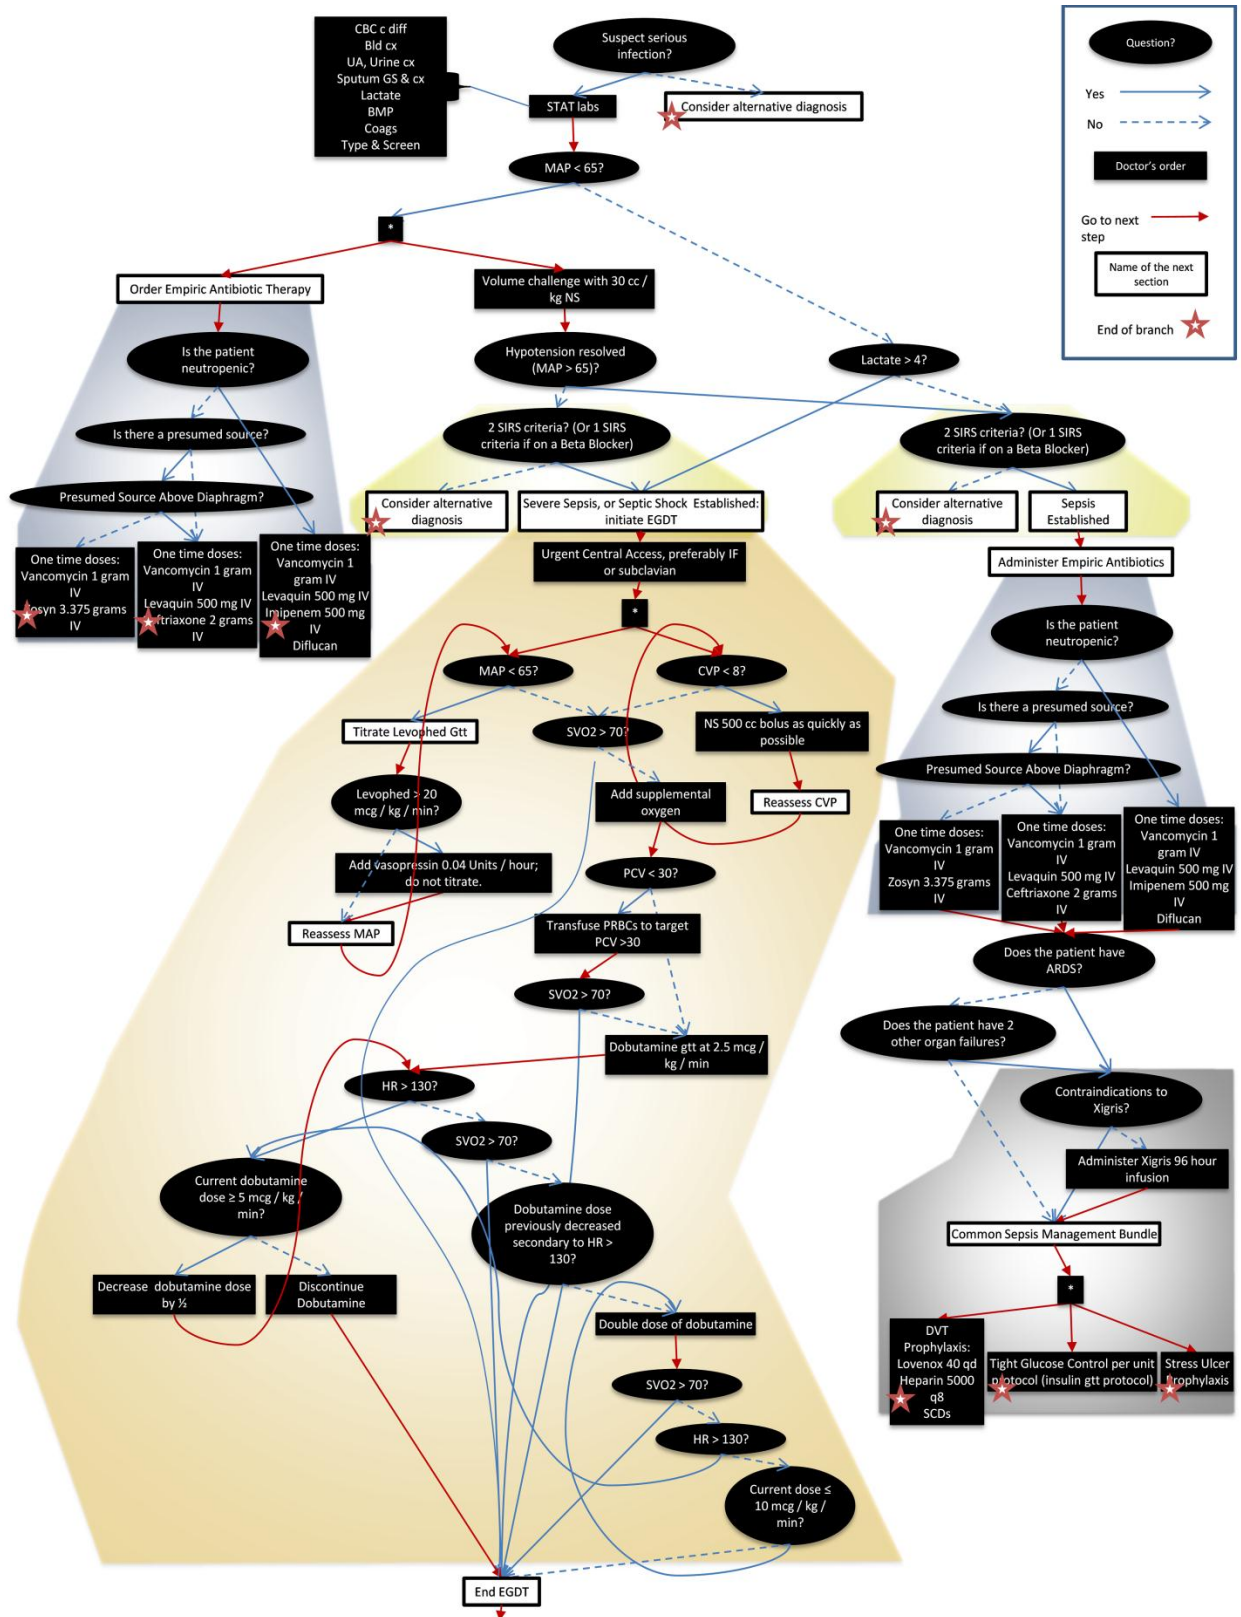 CBC c diff
Bld cx
UA, Urine cx
Sputum GS & cx
Lactate
BMP
Coags
Type & Screen
Suspect serious
infection?
STAT labs
Consider alternative diagnosis
MAP < 65?
Question?
Yes
No
Doctor's order
Go to next
step
Name of the next
section
End of branch
*
Order Empiric Antibiotic Therapy
Volume challenge with 30 cc /
kg NS
Is the patient
neutropenic?
Hypotension resolved
(MAP > 65)?
Lactate > 4?
Is there a presumed source?
2 SIRS criteria? (Or 1 SIRS
criteria if on a Beta Blocker)
2 SIRS criteria? (Or 1 SIRS
criteria if on a Beta Blocker)
Presumed Source Above Diaphragm?
Consider alternative
diagnosis
Severe Sepsis, or Septic Shock Established:
initiate EGDT
Consider alternative
diagnosis
Sepsis
Established
One time doses:
Vancomycin 1 gram
IV
Zosyn 3.375 grams
IV
One time doses:
Vancomycin 1 gram
IV
Levaquin 500 mg IV
Ceftriaxone 2 grams
IV
One time doses:
Vancomycin 1
gram IV
Levaquin 500 mg IV
Imipenem 500 mg
IV
Diflucan
Urgent Central Access, preferably IF
or subclavian
Administer Empiric Antibiotics
*
Is the patient
neutropenic?
MAP < 65?
CVP < 8?
Titrate Levophed Gtt
SVO2 > 70?
NS 500 cc bolus as quickly as
possible
Is there a presumed source?
Presumed Source Above Diaphragm?
Levophed > 20
mcg / kg / min?
Add supplemental
oxygen
Reassess CVP
One time doses:
Vancomycin 1 gram
IV
Zosyn 3.375 grams
IV
One time doses:
Vancomycin 1 gram
IV
Levaquin 500 mg IV
Ceftriaxone 2 grams
IV
One time doses:
Vancomycin 1
gram IV
Levaquin 500 mg IV
Imipenem 500 mg
IV
Diflucan
Add vasopressin 0.04 Units / hour;
do not titrate.
PCV < 30?
Reassess MAP
Transfuse PRBCs to target
PCV >30
Does the patient have
ARDS?
SVO2 > 70?
Does the patient have 2
other organ failures?
Dobutamine gtt at 2.5 mcg /
kg / min
HR > 130?
Contraindications to
Xigris?
SVO2 > 70?
Administer Xigris 96 hour
infusion
Current dobutamine
dose ≥ 5 mcg / kg /
min?
Dobutamine dose
previously decreased
secondary to HR >
130?
Common Sepsis Management Bundle
Decrease dobutamine dose
by ½
Discontinue
Dobutamine
*
Double dose of dobutamine
DVT
Prophylaxis:
Lovenox 40 qd
Heparin 5000
q8
SCDs
Tight Glucose Control per unit
protocol (insulin gtt protocol)
Stress Ulcer
Prophylaxis
SVO2 > 70?
HR > 130?
Current dose ≤
10 mcg / kg /
min?
End EGDT